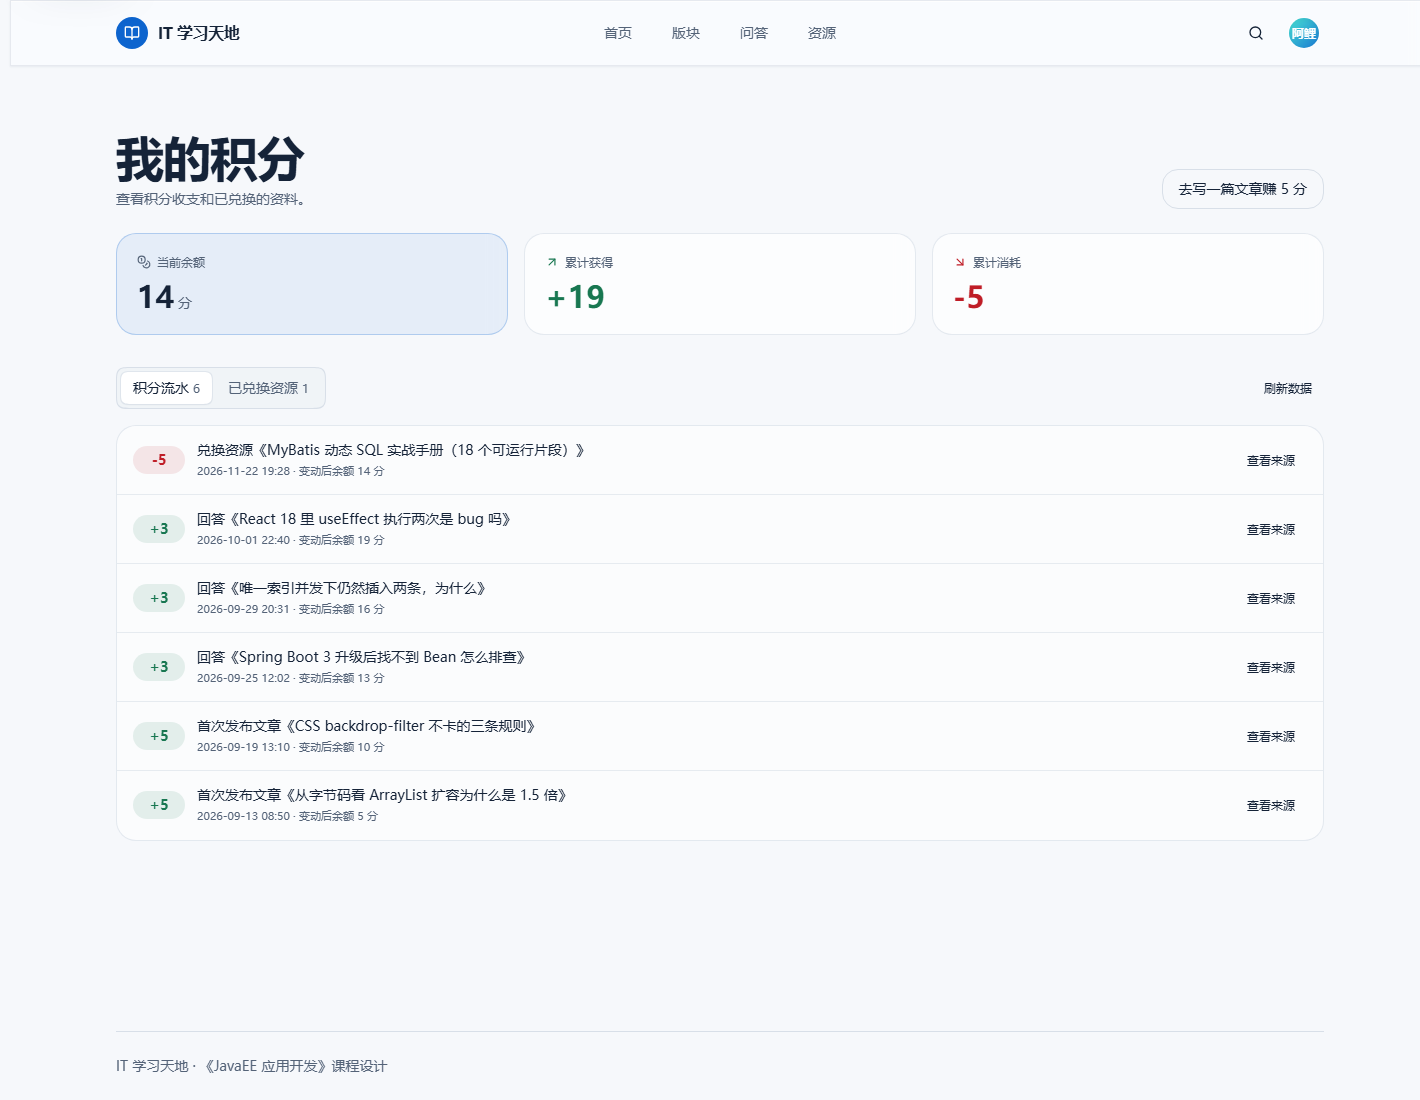 IT 学习天地
首页
版块
问答
资源
阿鲤
我的积分
查看积分收支和已兑换的资料。
去写一篇文章赚 5 分
当前余额
14 分
累计获得
+19
累计消耗
-5
积分流水 6
已兑换资源 1
刷新数据
-5
兑换资源《MyBatis 动态 SQL 实战手册（18 个可运行片段）》
2026-11-22 19:28 · 变动后余额 14 分
查看来源
+3
回答《React 18 里 useEffect 执行两次是 bug 吗》
2026-10-01 22:40 · 变动后余额 19 分
查看来源
+3
回答《唯一索引并发下仍然插入两条，为什么》
2026-09-29 20:31 · 变动后余额 16 分
查看来源
+3
回答《Spring Boot 3 升级后找不到 Bean 怎么排查》
2026-09-25 12:02 · 变动后余额 13 分
查看来源
+5
首次发布文章《CSS backdrop-filter 不卡的三条规则》
2026-09-19 13:10 · 变动后余额 10 分
查看来源
+5
首次发布文章《从字节码看 ArrayList 扩容为什么是 1.5 倍》
2026-09-13 08:50 · 变动后余额 5 分
查看来源
IT 学习天地 · 《JavaEE 应用开发》课程设计